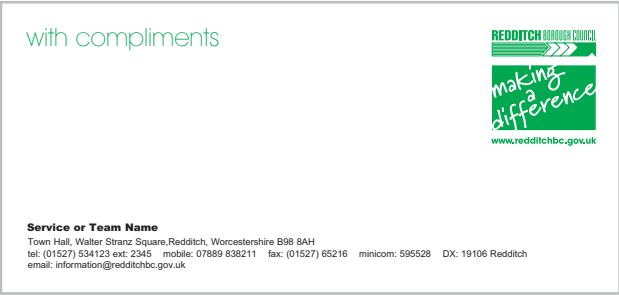 with compliments
REDDITCH BOROUGH COUNCIL
making
a
difference
www.redditchbc.gov.uk
Service or Team Name
Town Hall, Walter Stranz Square,Redditch, Worcestershire B98 8AH
tel: (01527) 534123 ext: 2345 mobile: 07889 838211 fax: (01527) 65216 minicom: 595528 DX: 19106 Redditch
email: information@redditchbc.gov.uk